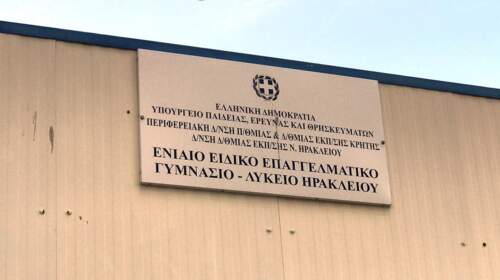 ΕΛΛΗΝΙΚΗ ΔΗΜΟΚΡΑΤΙΑ
ΥΠΟΥΡΓΕΙΟ ΠΑΙΔΕΙΑΣ, ΕΡΕΥΝΑΣ ΚΑΙ ΘΡΗΣΚΕΥΜΑΤΩΝ
ΠΕΡΙΦΕΡΕΙΑΚΗ Δ/ΝΣΗ Π/ΘΜΙΑΣ & Δ/ΘΜΙΑΣ ΕΚΠ/ΣΗΣ ΚΡΗΤΗΣ
Δ/ΝΣΗ Δ/ΘΜΙΑΣ ΕΚΠ/ΣΗΣ Ν. ΗΡΑΚΛΕΙΟΥ
ΕΝΙΑΙΟ ΕΙΔΙΚΟ ΕΠΑΓΓΕΛΜΑΤΙΚΟ
ΓΥΜΝΑΣΙΟ - ΛΥΚΕΙΟ ΗΡΑΚΛΕΙΟΥ